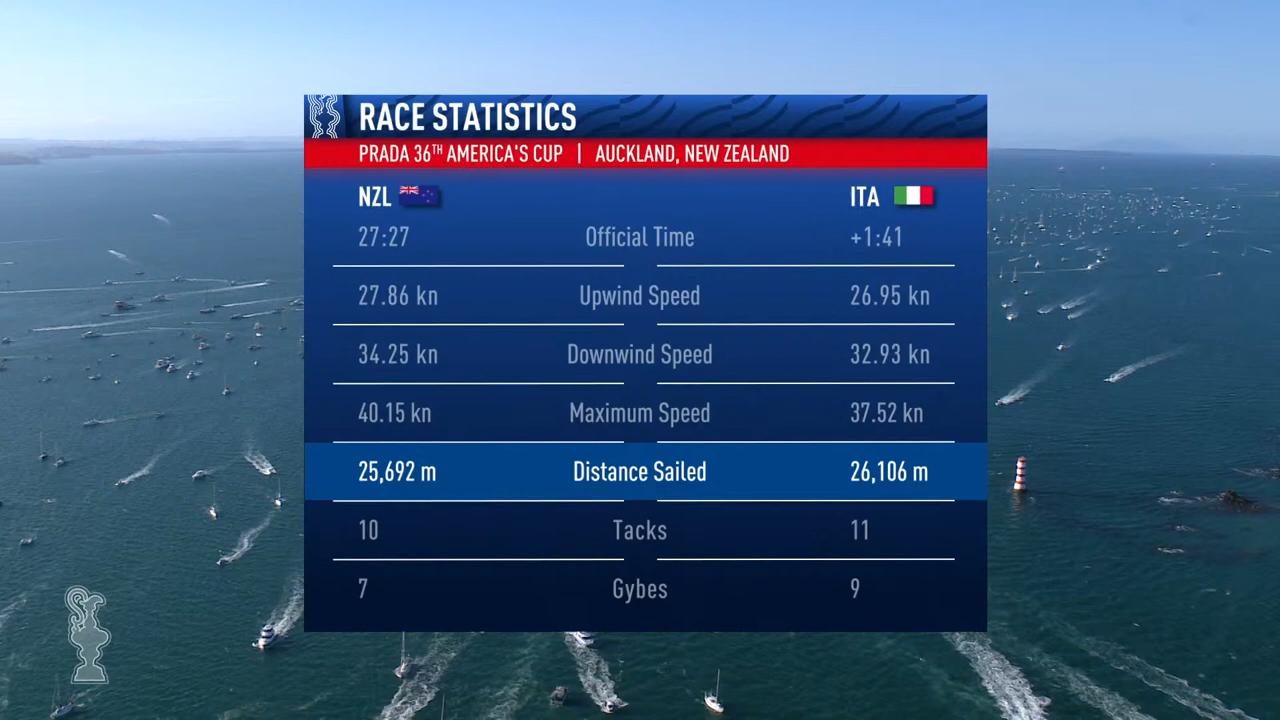 RACE STATISTICS
PRADA 36TH AMERICA'S CUP | AUCKLAND, NEW ZEALAND
NZL ITA
27:27 Official Time +1:41
27.86 kn Upwind Speed 26.95 kn
34.25 kn Downwind Speed 32.93 kn
40.15 kn Maximum Speed 37.52 kn
25,692 m Distance Sailed 26,106 m
10 Tacks 11
7 Gybes 9